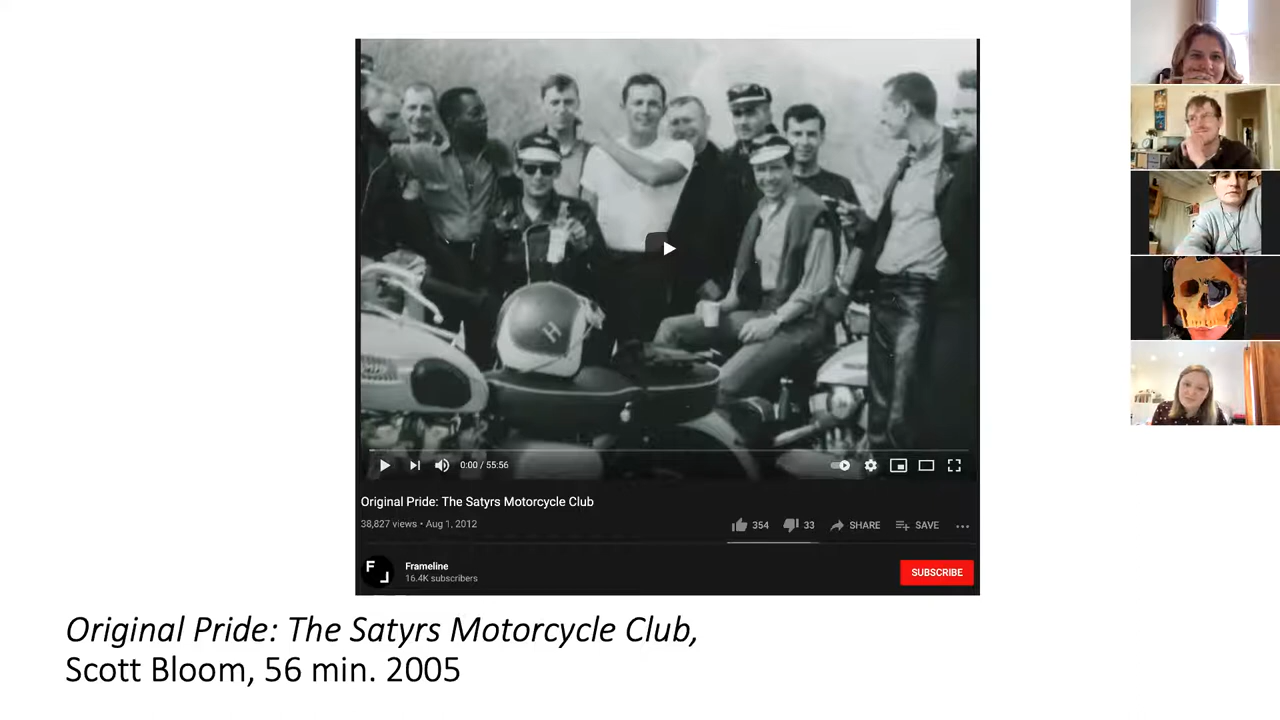 H
0:00 / 55:56
Original Pride: The Satyrs Motorcycle Club
38,827 views • Aug 1, 2012
354
33
SHARE
SAVE
Frameline
16.4K subscribers
SUBSCRIBE
Original Pride: The Satyrs Motorcycle Club,
Scott Bloom, 56 min. 2005